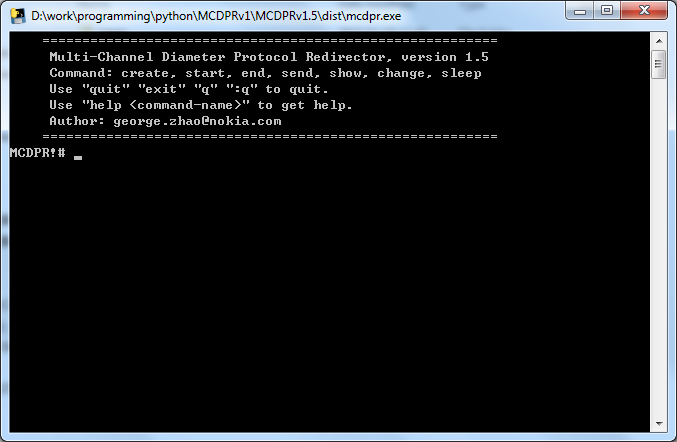 D:\work\programming\python\MCDPRv1\MCDPRv1.5\dist\mcdpr.exe
=========================================================
Multi-Channel Diameter Protocol Redirector, version 1.5
Command: create, start, end, send, show, change, sleep
Use "quit" "exit" "q" ":q" to quit.
Use "help <command-name>" to get help.
Author: george.zhao@nokia.com
=========================================================
MCDPR!# _